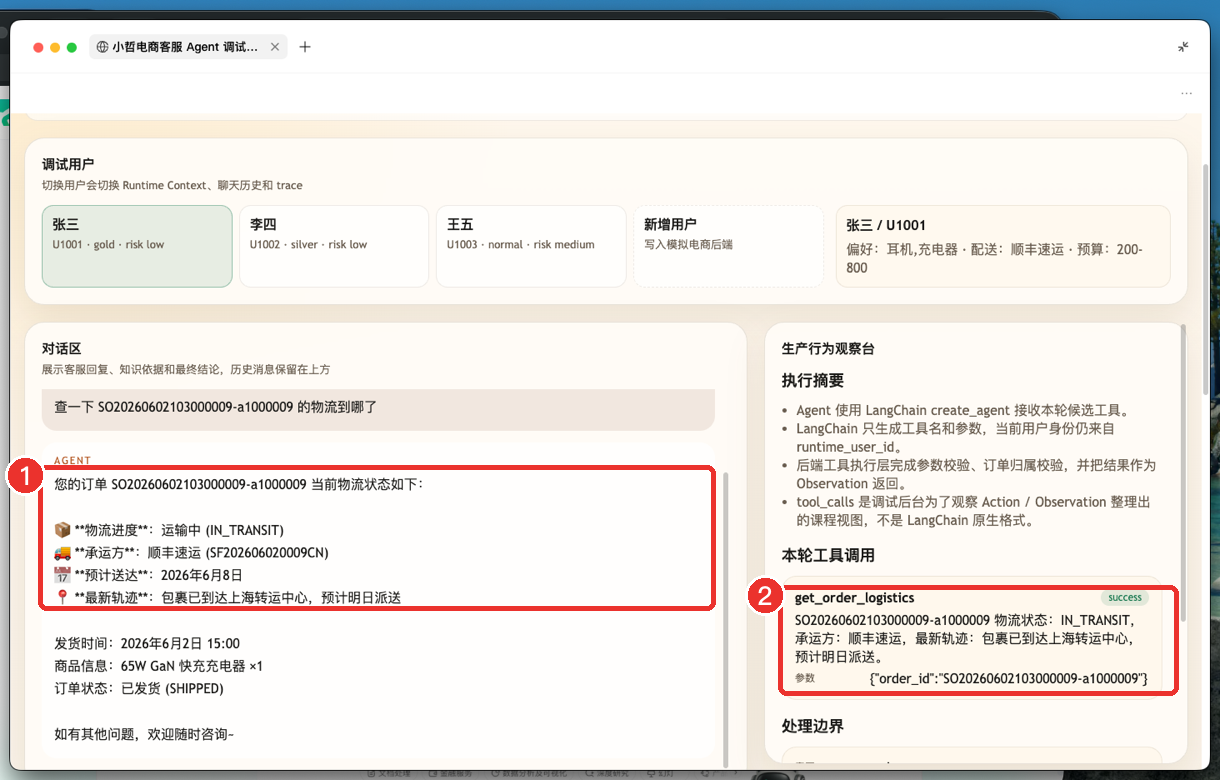 小哲电商客服 Agent 调试...
调试用户
切换用户会切换 Runtime Context、聊天历史和 trace
张三
U1001 · gold · risk low
李四
U1002 · silver · risk low
王五
U1003 · normal · risk medium
新增用户
写入模拟电商后端
张三 / U1001
偏好：耳机,充电器 · 配送：顺丰速运 · 预算：200-
800
对话区
展示客服回复、知识依据和最终结论，历史消息保留在上方
查一下 SO20260602103000009-a1000009 的物流到哪了
AGENT
1
您的订单 SO20260602103000009-a1000009 当前物流状态如下：
📦 **物流进度**：运输中 (IN_TRANSIT)
🚚 **承运方**：顺丰速运 (SF202606020009CN)
📅 **预计送达**：2026年6月8日
📍 **最新轨迹**：包裹已到达上海转运中心，预计明日派送
发货时间：2026年6月2日 15:00
商品信息：65W GaN 快充充电器 ×1
订单状态：已发货 (SHIPPED)
如有其他问题，欢迎随时咨询~
生产行为观察台
执行摘要
• Agent 使用 LangChain create_agent 接收本轮候选工具。
• LangChain 只生成工具名和参数，当前用户身份仍来自
runtime_user_id。
• 后端工具执行层完成参数校验、订单归属校验，并把结果作为
Observation 返回。
• tool_calls 是调试后台为了观察 Action / Observation 整理出
的课程视图，不是 LangChain 原生格式。
本轮工具调用
2
get_order_logistics
success
SO20260602103000009-a1000009 物流状态：IN_TRANSIT，
承运方：顺丰速运，最新轨迹：包裹已到达上海转运中心，
预计明日派送。
参数
{"order_id":"SO20260602103000009-a1000009"}
处理边界